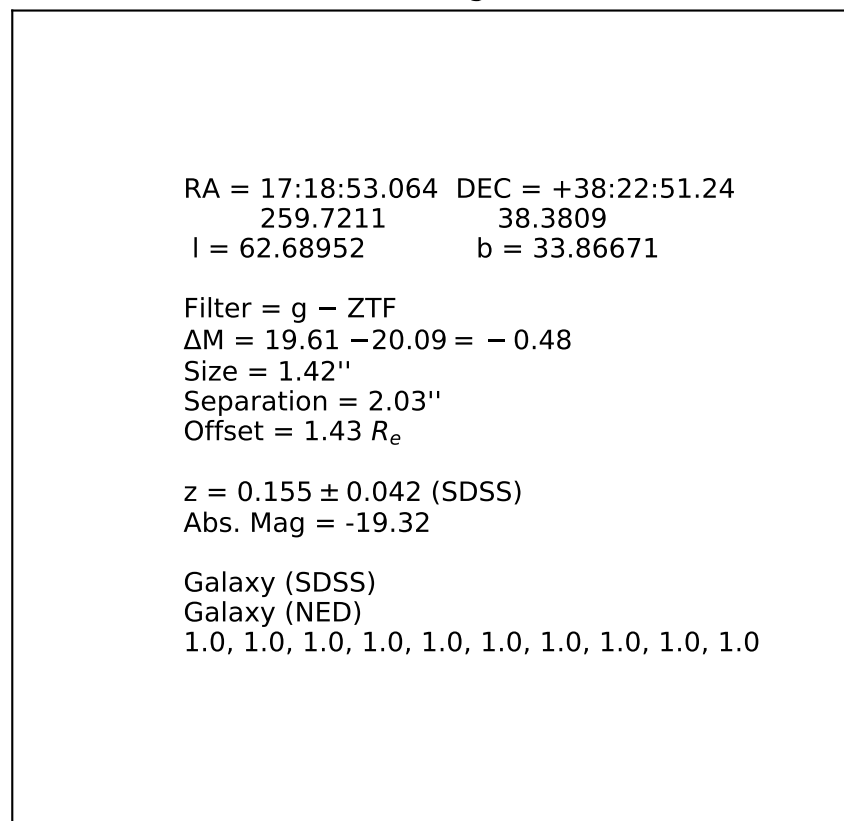 RA = 17:18:53.064 DEC = +38:22:51.24
259.7211 38.3809
l = 62.68952 b = 33.86671
Filter = g − ZTF
ΔM = 19.61 −20.09 = − 0.48
Size = 1.42''
Separation = 2.03''
Offset = 1.43 Re
z = 0.155 ± 0.042 (SDSS)
Abs. Mag = -19.32
Galaxy (SDSS)
Galaxy (NED)
1.0, 1.0, 1.0, 1.0, 1.0, 1.0, 1.0, 1.0, 1.0, 1.0